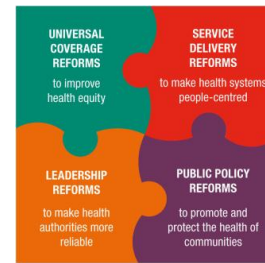 UNIVERSAL
COVERAGE
REFORMS
to improve
health equity
SERVICE
DELIVERY
REFORMS
to make health systems
people-centred
LEADERSHIP
REFORMS
to make health
authorities more
reliable
PUBLIC POLICY
REFORMS
to promote and
protect the health of
communities